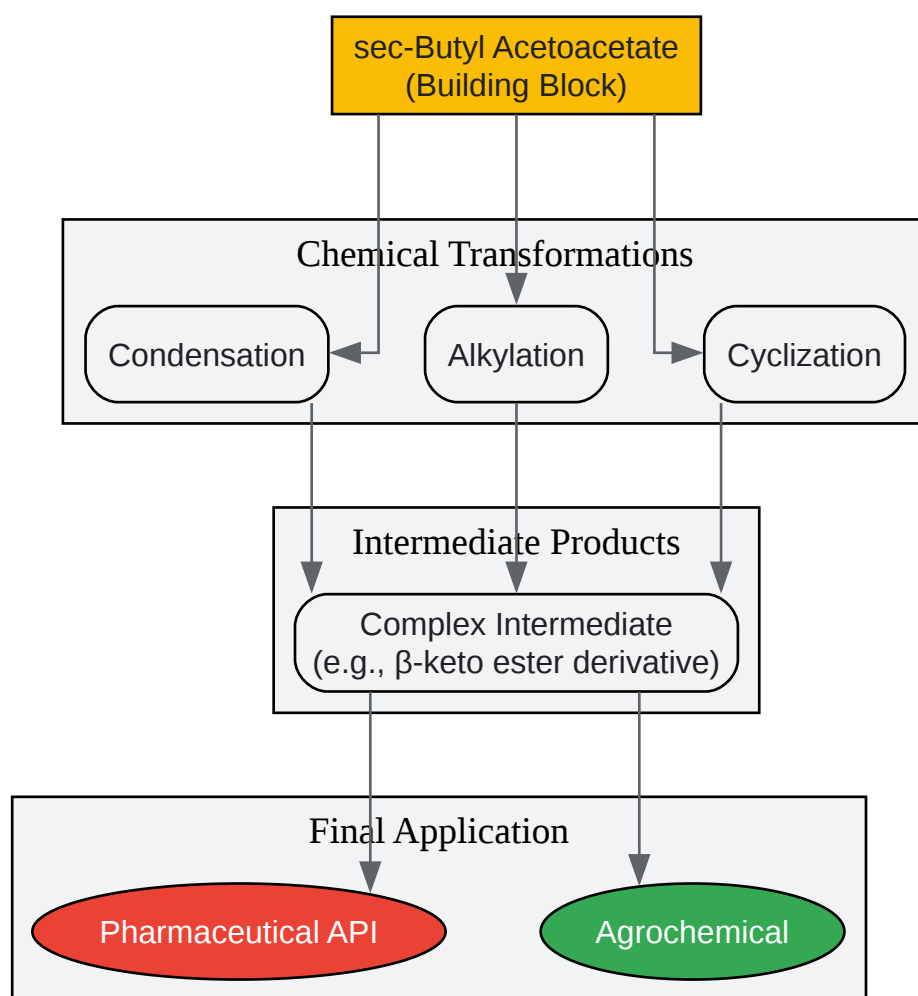 sec-Butyl Acetoacetate
(Building Block)
Chemical Transformations
Condensation
Alkylation
Cyclization
Intermediate Products
Complex Intermediate
(e.g., β-keto ester derivative)
Final Application
Pharmaceutical API
Agrochemical